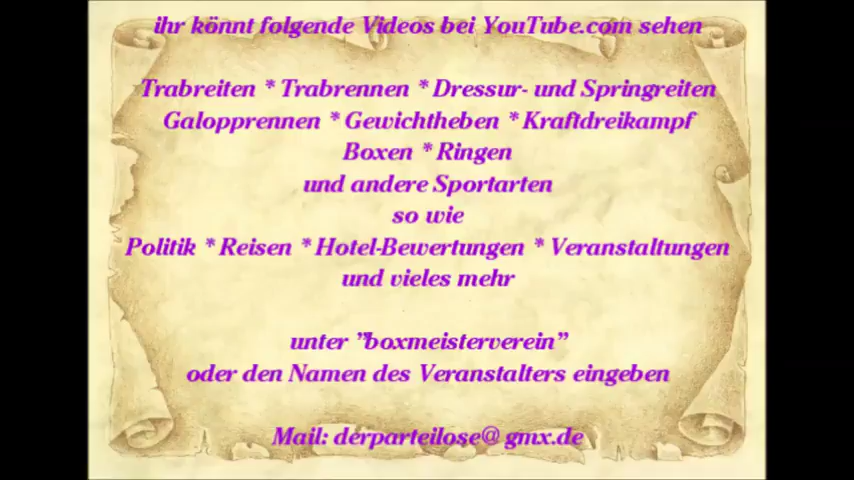 ihr könnt folgende Videos bei YouTube.com sehen
Trabreiten * Trabrennen * Dressur- und Springreiten
Galopprennen * Gewichtheben * Kraftdreikampf
Boxen * Ringen
und andere Sportarten
so wie
Politik * Reisen * Hotel-Bewertungen * Veranstaltungen
und vieles mehr
unter "boxmeisterverein"
oder den Namen des Veranstalters eingeben
Mail: derparteilose@gmx.de